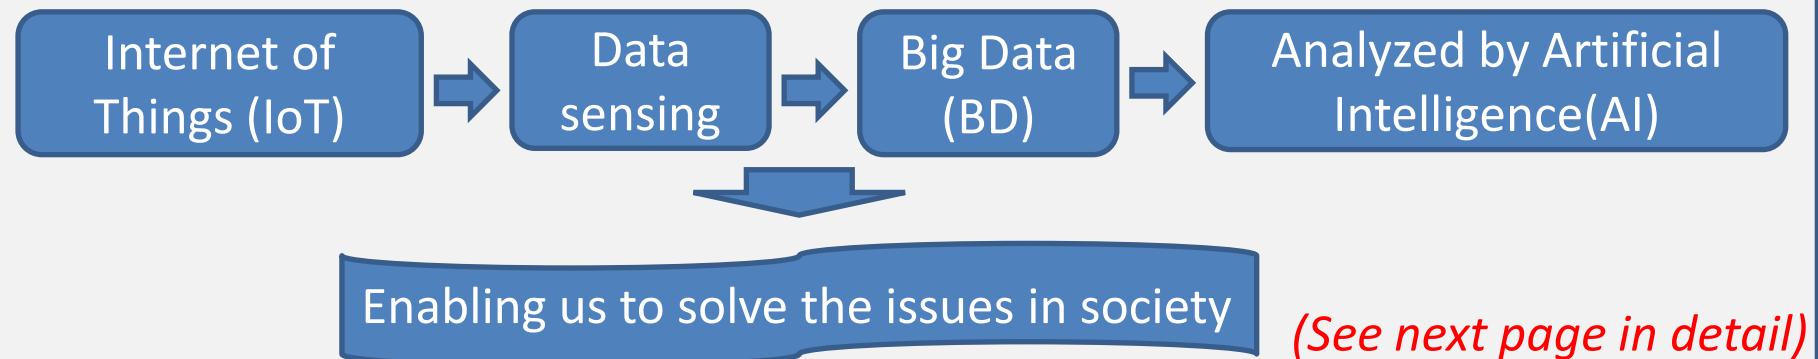 Internet of
Things (IoT)
Data
sensing
Big Data
(BD)
Analyzed by Artificial
Intelligence(AI)
Enabling us to solve the issues in society
(See next page in detail)